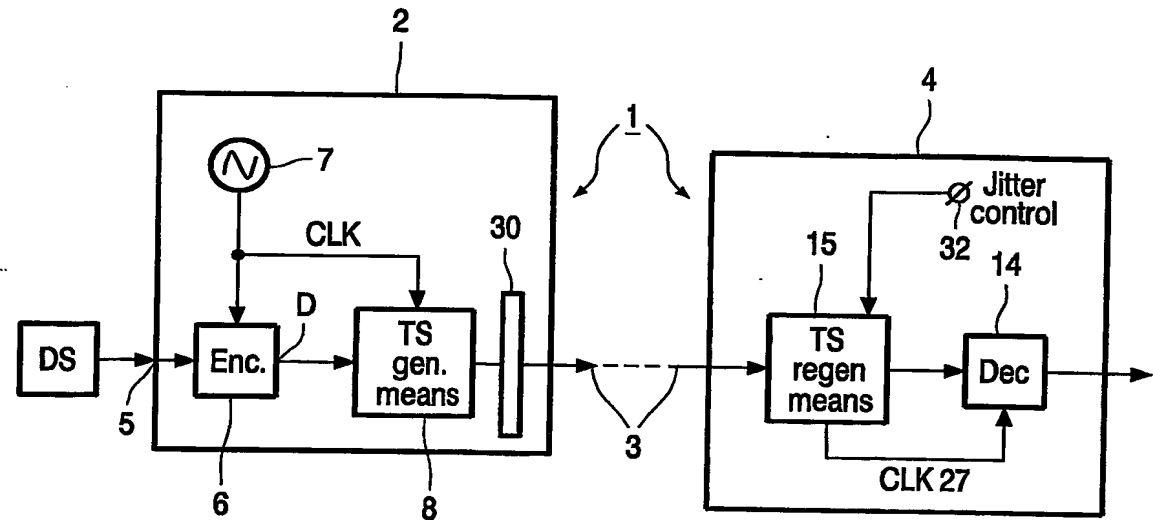 2
4
1
7
Jitter
control
CLK
30
32
15
14
D
DS
Enc.
TS
gen.
means
TS
regen
means
Dec
5
3
CLK 27
6
8